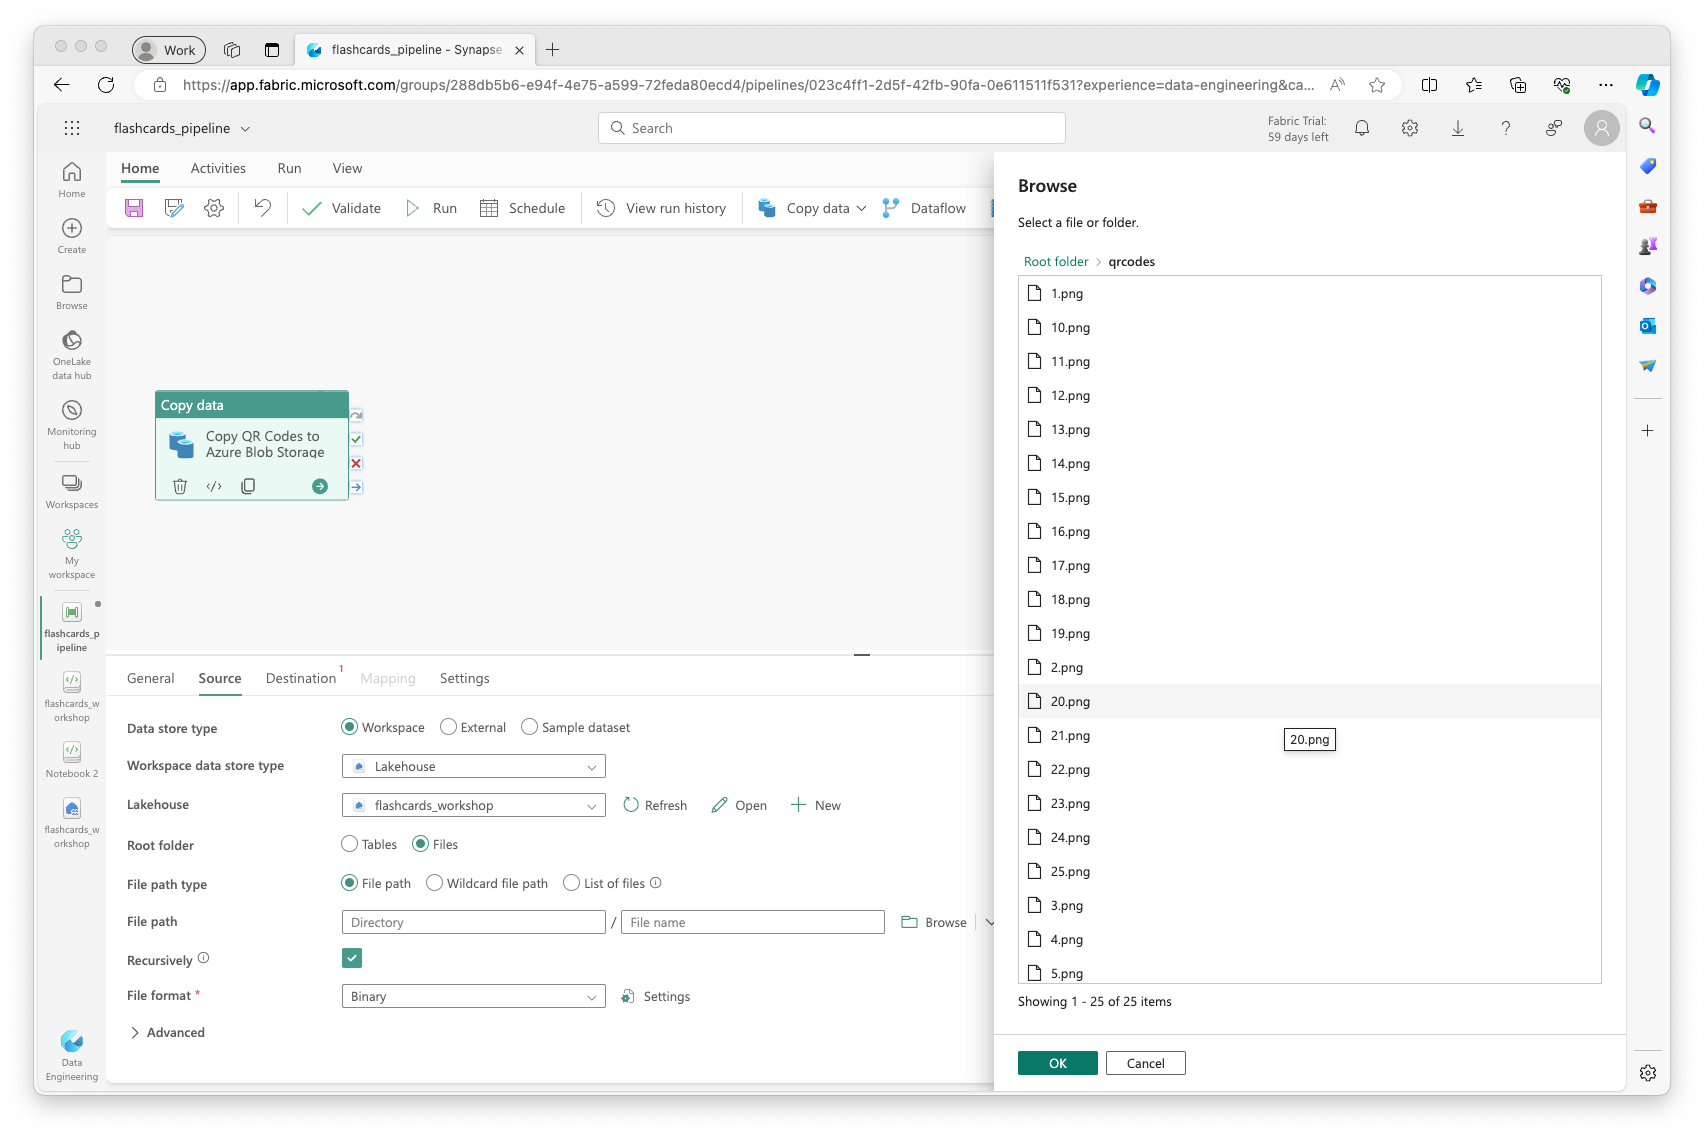 Work
flashcards_pipeline - Synapse
https://app.fabric.microsoft.com/groups/288db5b6-e94f-4e75-a599-72feda80ecd4/pipelines/023c4ff1-2d5f-42fb-90fa-0e611511f531?experience=data-engineering&ca...
flashcards_pipeline
Search
Fabric Trial:
59 days left
Home
Create
Browse
OneLake
data hub
Monitoring
hub
Workspaces
My
workspace
flashcards_p
ipeline
flashcards_w
orkshop
Notebook 2
flashcards_w
orkshop
Data
Engineering
Home Activities Run View
Validate Run Schedule View run history Copy data Dataflow
Copy data
Copy QR Codes to
Azure Blob Storage
General Source Destination 1 Mapping Settings
Data store type Workspace External Sample dataset
Workspace data store type Lakehouse
Lakehouse flashcards_workshop Refresh Open New
Root folder Tables Files
File path type File path Wildcard file path List of files
File path Directory / File name Browse
Recursively
File format * Binary Settings
Advanced
Browse
Select a file or folder.
Root folder > qrcodes
1.png
10.png
11.png
12.png
13.png
14.png
15.png
16.png
17.png
18.png
19.png
2.png
20.png
21.png
20.png
22.png
23.png
24.png
25.png
3.png
4.png
5.png
Showing 1 - 25 of 25 items
OK Cancel